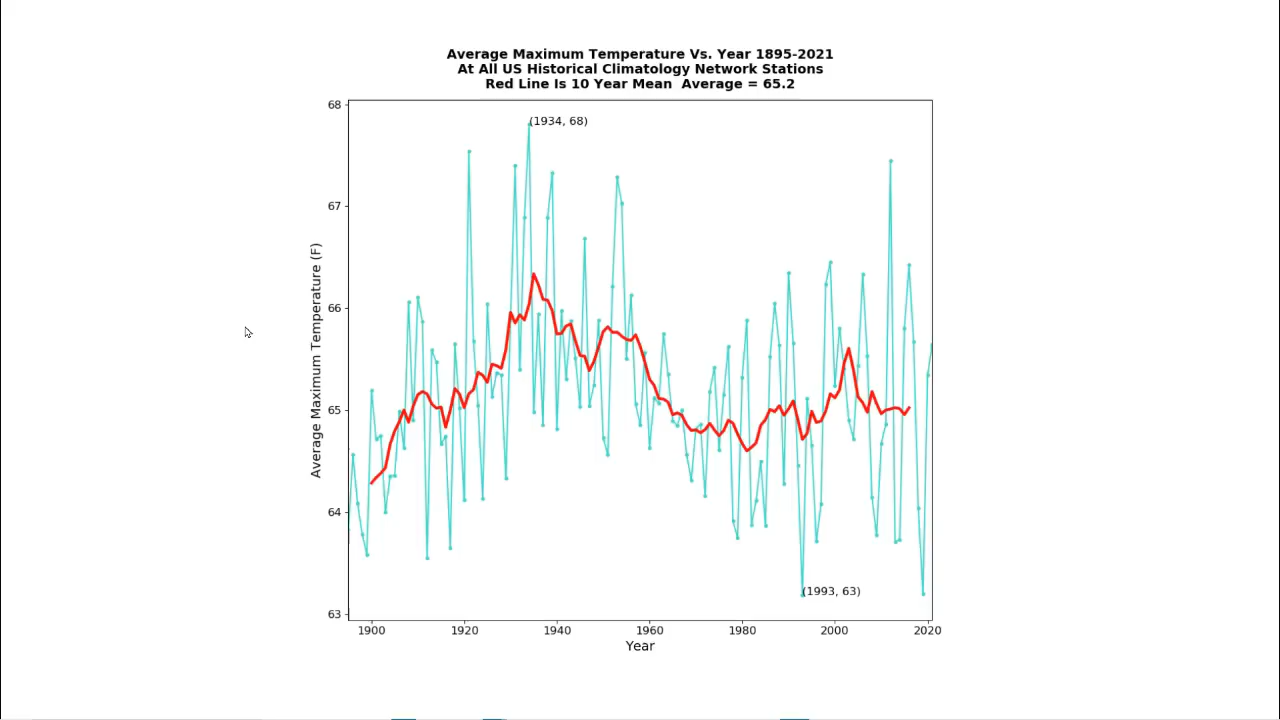 Average Maximum Temperature Vs. Year 1895-2021
At All US Historical Climatology Network Stations
Red Line Is 10 Year Mean  Average = 65.2
68
(1934, 68)
67
66
65
64
(1993, 63)
63
Average Maximum Temperature (F)
1900 1920 1940 1960 1980 2000 2020
Year